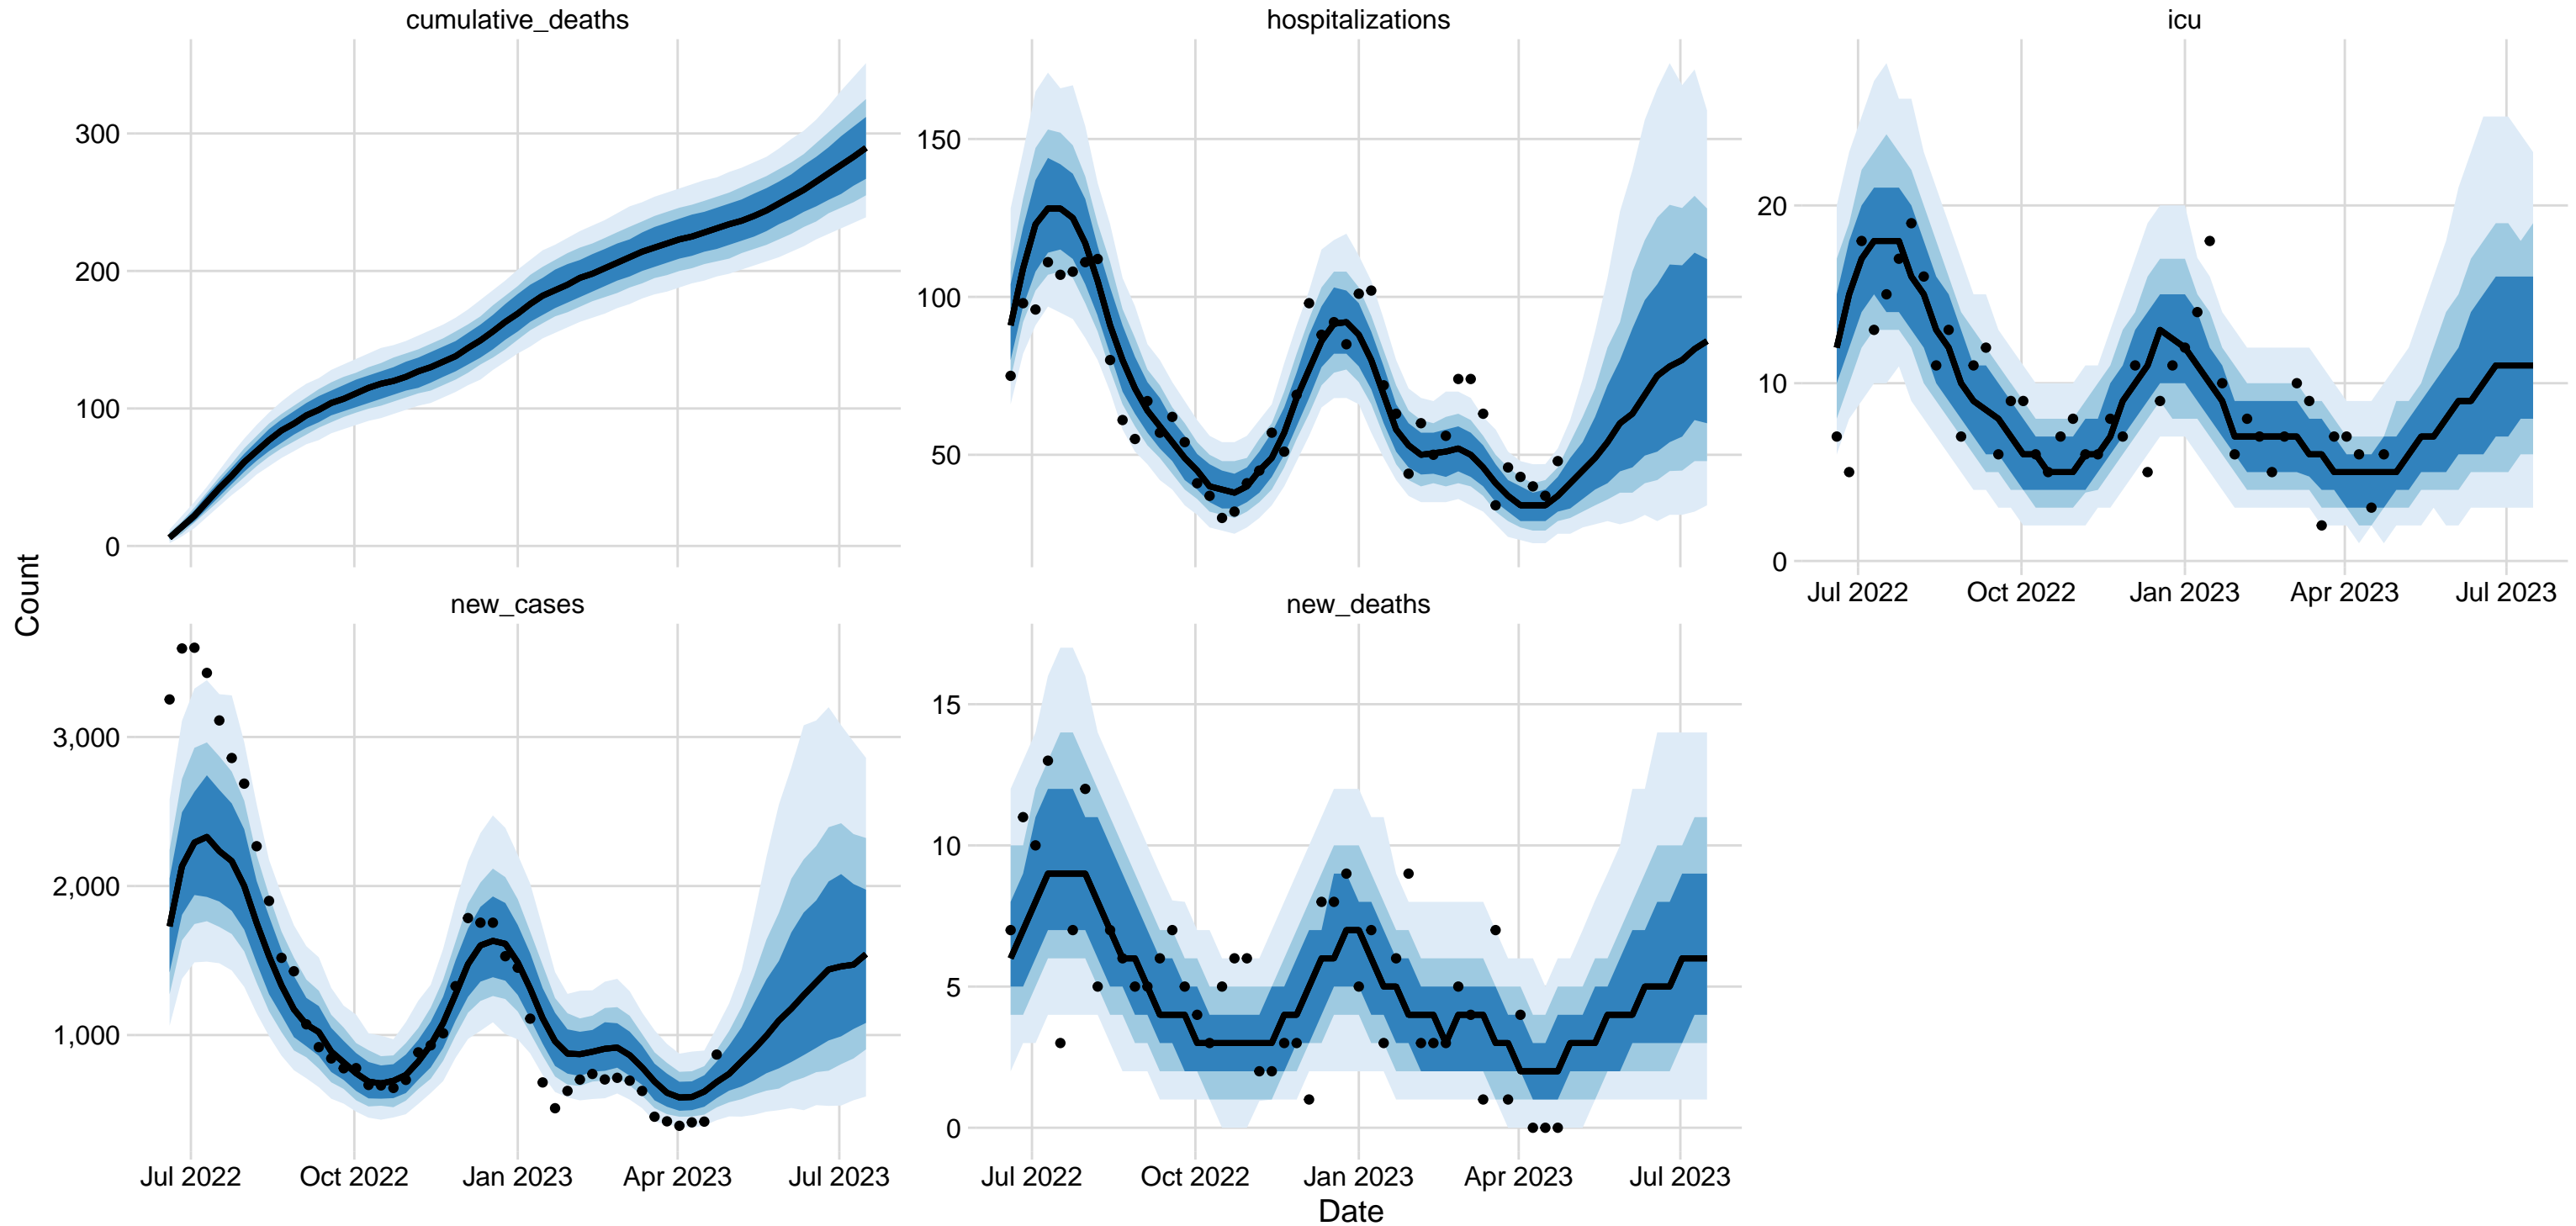 cumulative_deaths
hospitalizations
icu
300
200
100
0
150
100
50
20
10
0
Jul 2022
Oct 2022
Jan 2023
Apr 2023
Jul 2023
Count
new_cases
new_deaths
3,000
2,000
1,000
15
10
5
0
Jul 2022
Oct 2022
Jan 2023
Apr 2023
Jul 2023
Jul 2022
Oct 2022
Jan 2023
Apr 2023
Jul 2023
Date